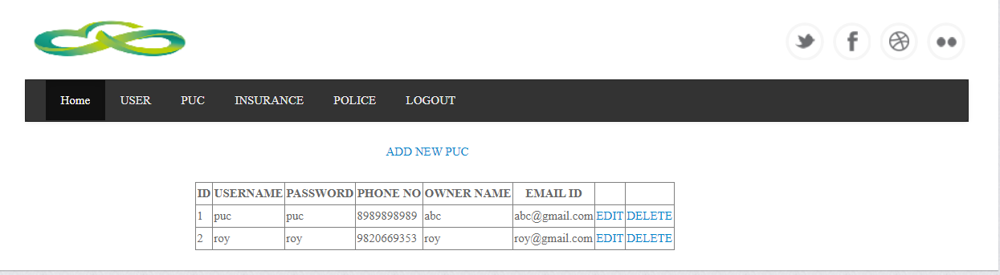 Home USER PUC INSURANCE POLICE LOGOUT
ADD NEW PUC
ID USERNAME PASSWORD PHONE NO OWNER NAME EMAIL ID
1 puc puc 8989898989 abc abc@gmail.com EDIT DELETE
2 roy roy 9820669353 roy roy@gmail.com EDIT DELETE